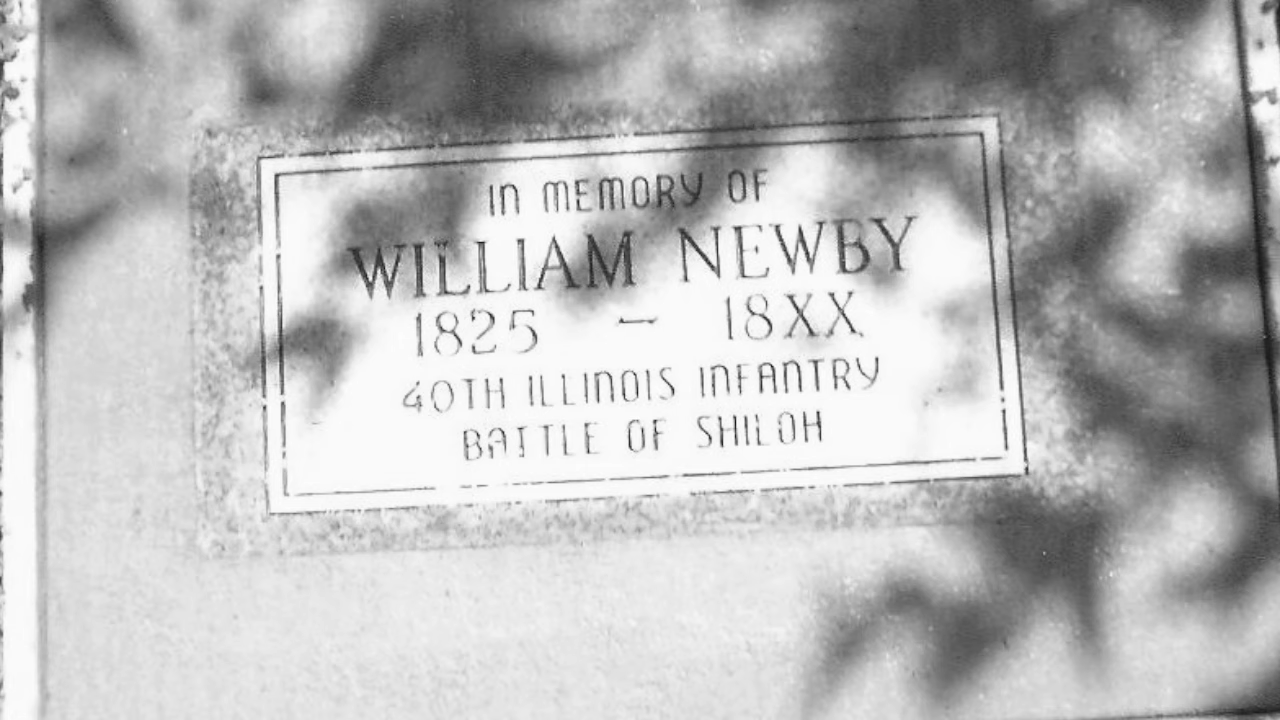 IN MEMORY OF
WILLIAM NEWBY
1825 - 18XX
40TH ILLINOIS INFANTRY
BATTLE OF SHILOH